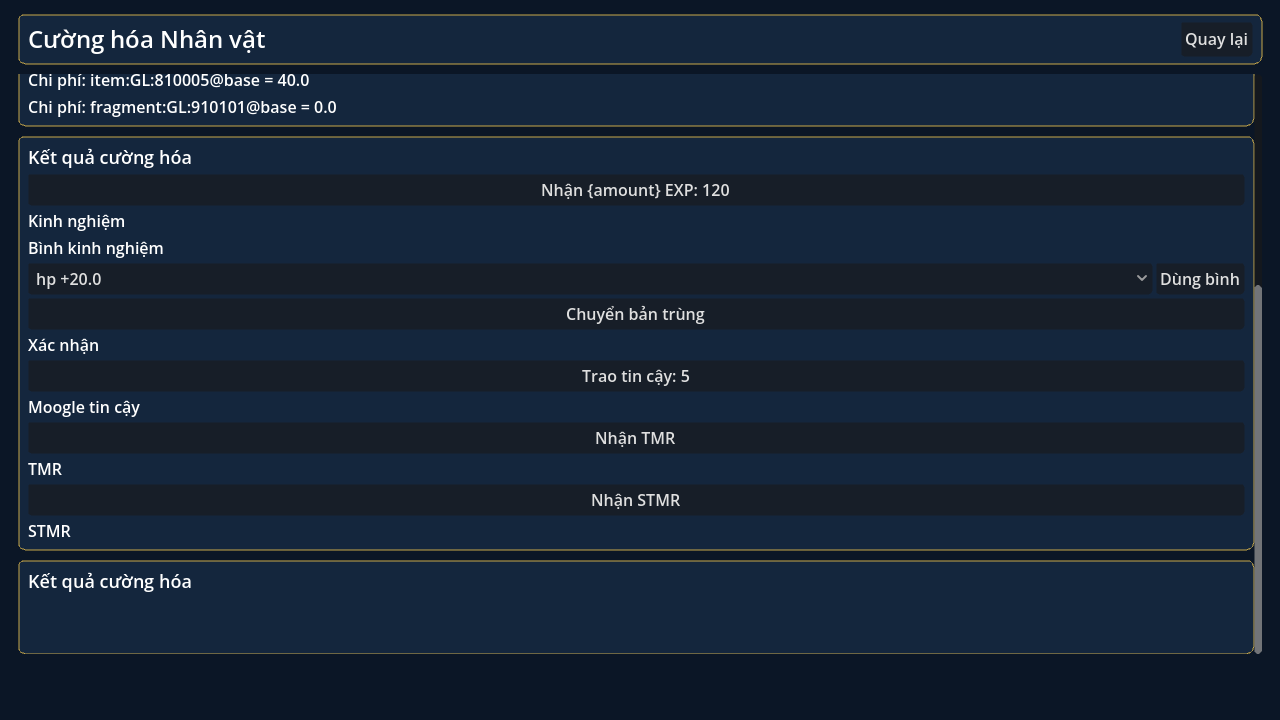 Cường hóa Nhân vật
Quay lại
Chi phí: item:GL:810005@base = 40.0
Chi phí: fragment:GL:910101@base = 0.0
Kết quả cường hóa
Nhận {amount} EXP: 120
Kinh nghiệm
Bình kinh nghiệm
hp +20.0
Dùng bình
Chuyển bản trùng
Xác nhận
Trao tin cậy: 5
Moogle tin cậy
Nhận TMR
TMR
Nhận STMR
STMR
Kết quả cường hóa